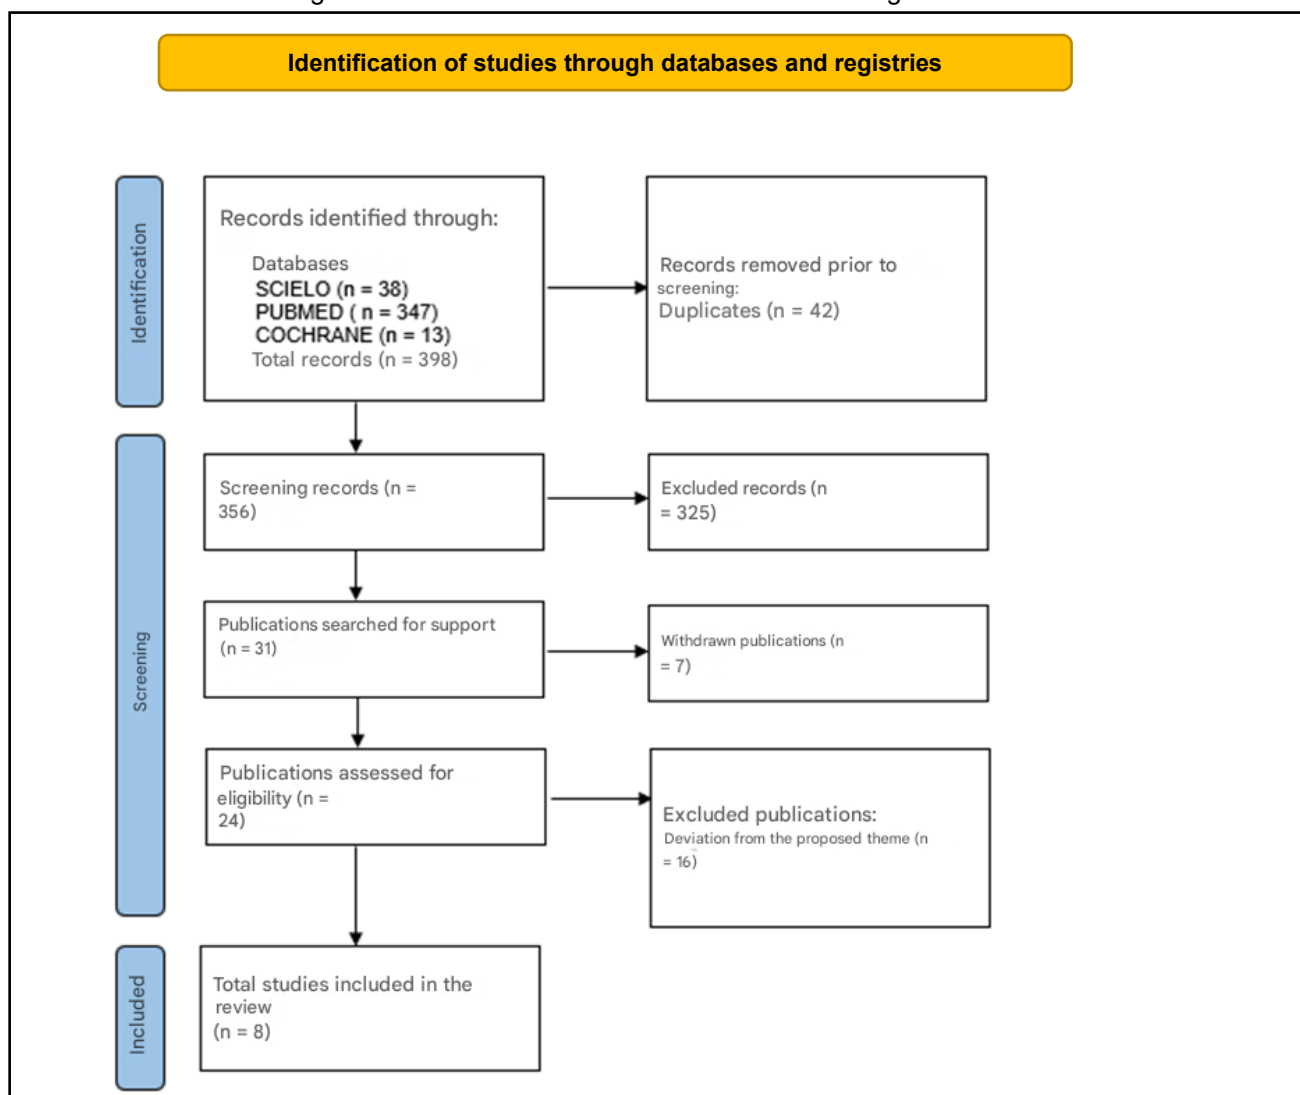 Identification of studies through databases and registries
Identification
Records identified through:
Databases
SCIELO (n = 38)
PUBMED ( n = 347)
COCHRANE (n = 13)
Total records (n = 398)
Records removed prior to
screening:
Duplicates (n = 42)
Screening
Screening records (n =
356)
Excluded records (n
= 325)
Publications searched for support
(n = 31)
Withdrawn publications (n
= 7)
Publications assessed for
eligibility (n =
24)
Excluded publications:
Deviation from the proposed theme (n
= 16)
Included
Total studies included in the
review
(n = 8)